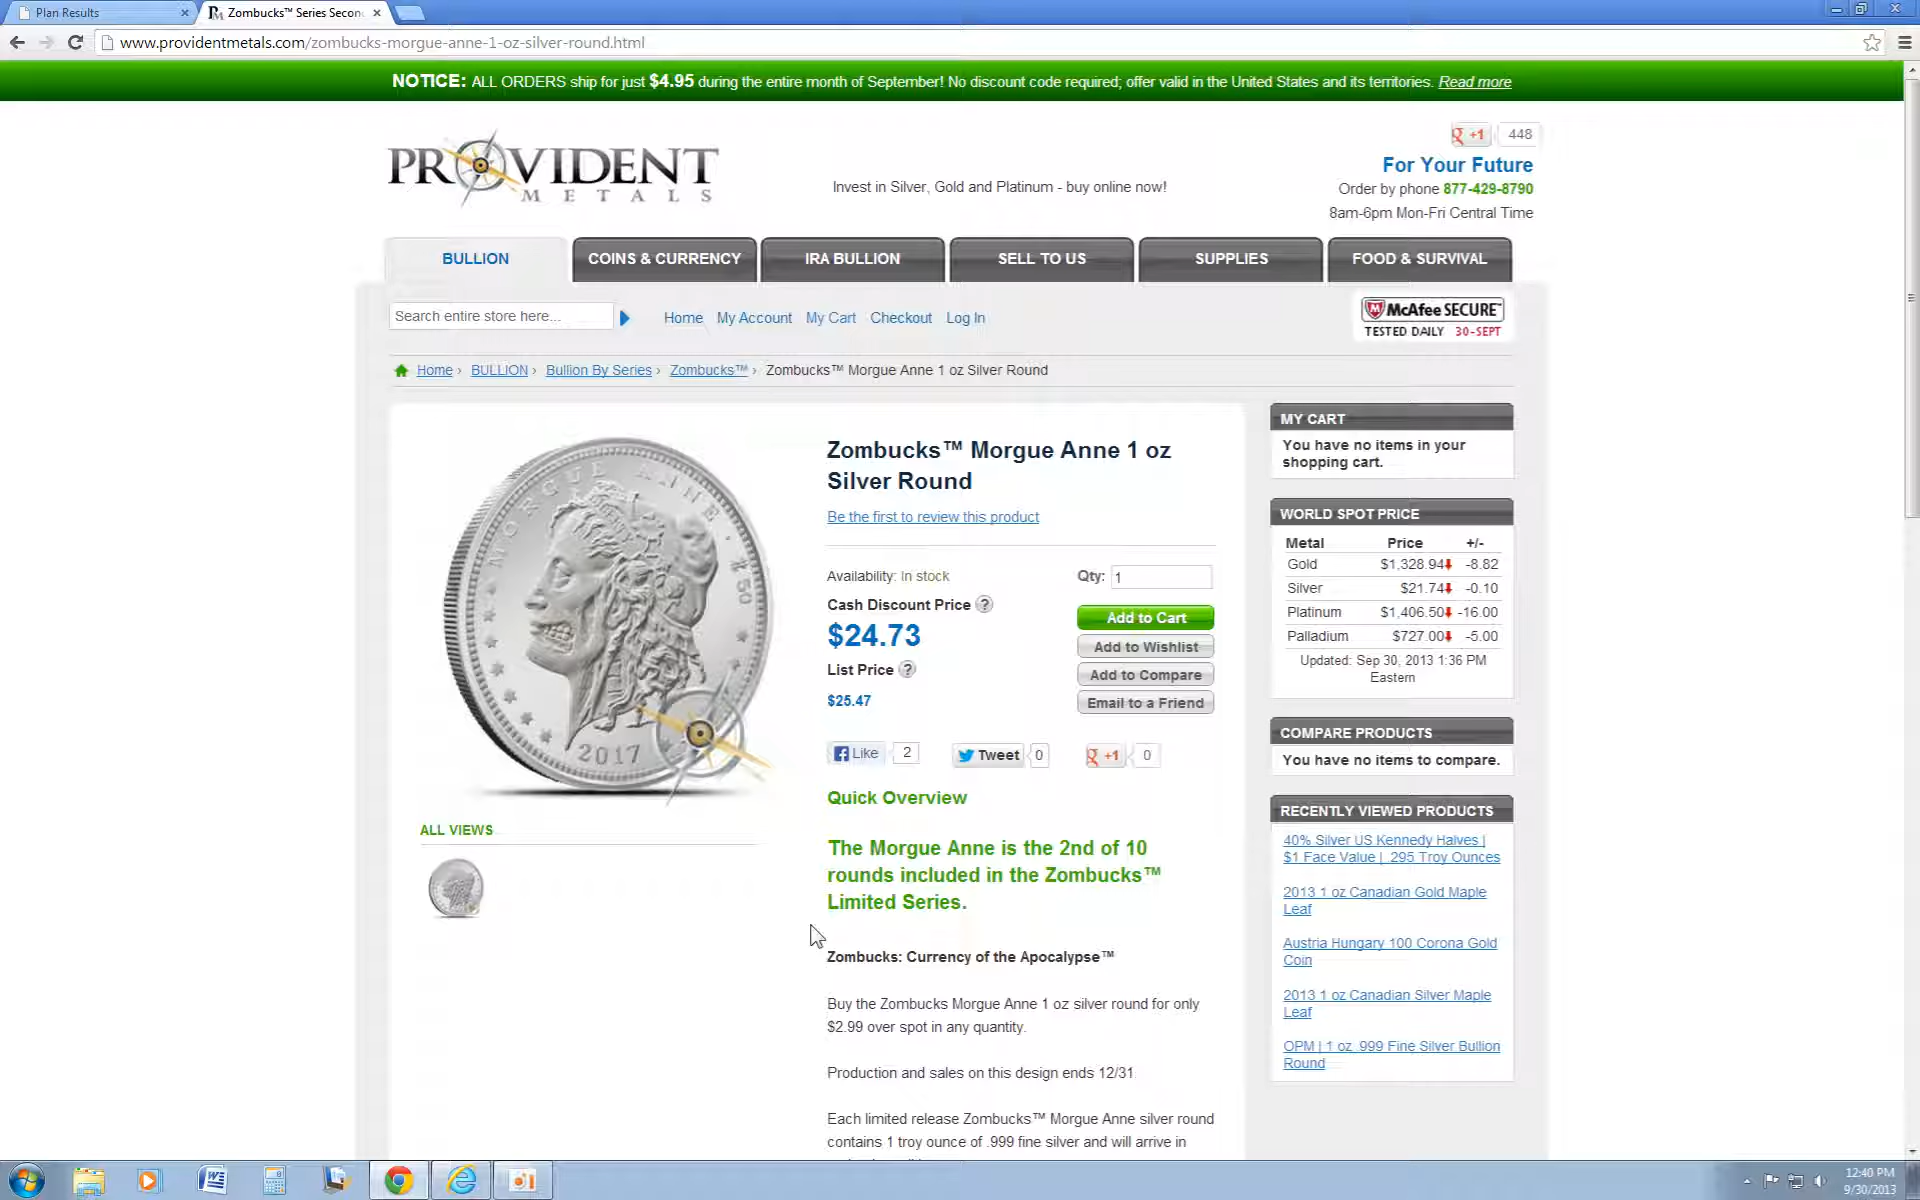 Plan Results
Zombucks™ Series Secon
www.providentmetals.com/zombucks-morgue-anne-1-oz-silver-round.html
NOTICE: ALL ORDERS ship for just $4.95 during the entire month of September! No discount code required; offer valid in the United States and its territories. Read more
PROVIDENT
METALS
Invest in Silver, Gold and Platinum - buy online now!
+1 448
For Your Future
Order by phone 877-429-8790
8am-6pm Mon-Fri Central Time
BULLION COINS & CURRENCY IRA BULLION SELL TO US SUPPLIES FOOD & SURVIVAL
Search entire store here...
Home My Account My Cart Checkout Log In
McAfee SECURE™
TESTED DAILY 30-SEPT
Home › BULLION › Bullion By Series › Zombucks™ › Zombucks™ Morgue Anne 1 oz Silver Round
MORGUE ANNE
$50
2017
ALL VIEWS
Zombucks™ Morgue Anne 1 oz
Silver Round
Be the first to review this product
Availability: In stock
Qty: 1
Cash Discount Price ?
$24.73
List Price ?
$25.47
Add to Cart
Add to Wishlist
Add to Compare
Email to a Friend
Like 2 Tweet 0 +1 0
Quick Overview
The Morgue Anne is the 2nd of 10
rounds included in the Zombucks™
Limited Series.
Zombucks: Currency of the Apocalypse™
Buy the Zombucks Morgue Anne 1 oz silver round for only
$2.99 over spot in any quantity.
Production and sales on this design ends 12/31.
Each limited release Zombucks™ Morgue Anne silver round
contains 1 troy ounce of .999 fine silver and will arrive in
MY CART
You have no items in your
shopping cart.
WORLD SPOT PRICE
Metal Price +/-
Gold $1,328.94 -8.82
Silver $21.74 -0.10
Platinum $1,406.50 -16.00
Palladium $727.00 -5.00
Updated: Sep 30, 2013 1:36 PM
Eastern
COMPARE PRODUCTS
You have no items to compare.
RECENTLY VIEWED PRODUCTS
40% Silver US Kennedy Halves |
$1 Face Value | .295 Troy Ounces
2013 1 oz Canadian Gold Maple
Leaf
Austria Hungary 100 Corona Gold
Coin
2013 1 oz Canadian Silver Maple
Leaf
OPM | 1 oz .999 Fine Silver Bullion
Round
12:40 PM
9/30/2013